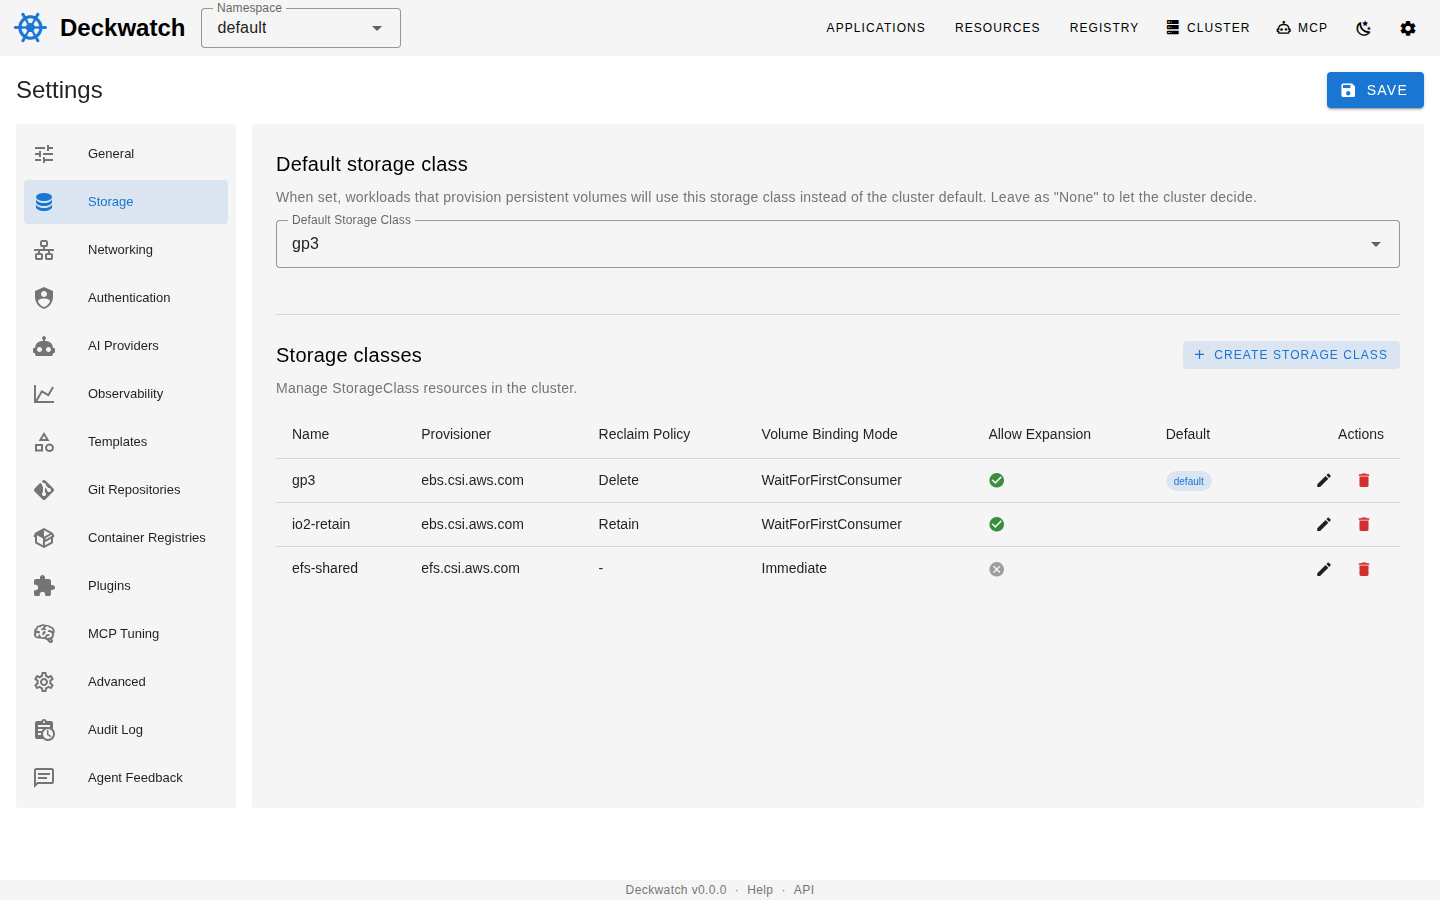 Deckwatch
Namespace
default
APPLICATIONS
RESOURCES
REGISTRY
CLUSTER
MCP
Settings
SAVE
General
Storage
Networking
Authentication
AI Providers
Observability
Templates
Git Repositories
Container Registries
Plugins
MCP Tuning
Advanced
Audit Log
Agent Feedback
Default storage class
When set, workloads that provision persistent volumes will use this storage class instead of the cluster default. Leave as "None" to let the cluster decide.
Default Storage Class
gp3
Storage classes
CREATE STORAGE CLASS
Manage StorageClass resources in the cluster.
Name Provisioner Reclaim Policy Volume Binding Mode Allow Expansion Default Actions
gp3 ebs.csi.aws.com Delete WaitForFirstConsumer default
io2-retain ebs.csi.aws.com Retain WaitForFirstConsumer
efs-shared efs.csi.aws.com - Immediate
Deckwatch v0.0.0 · Help · API